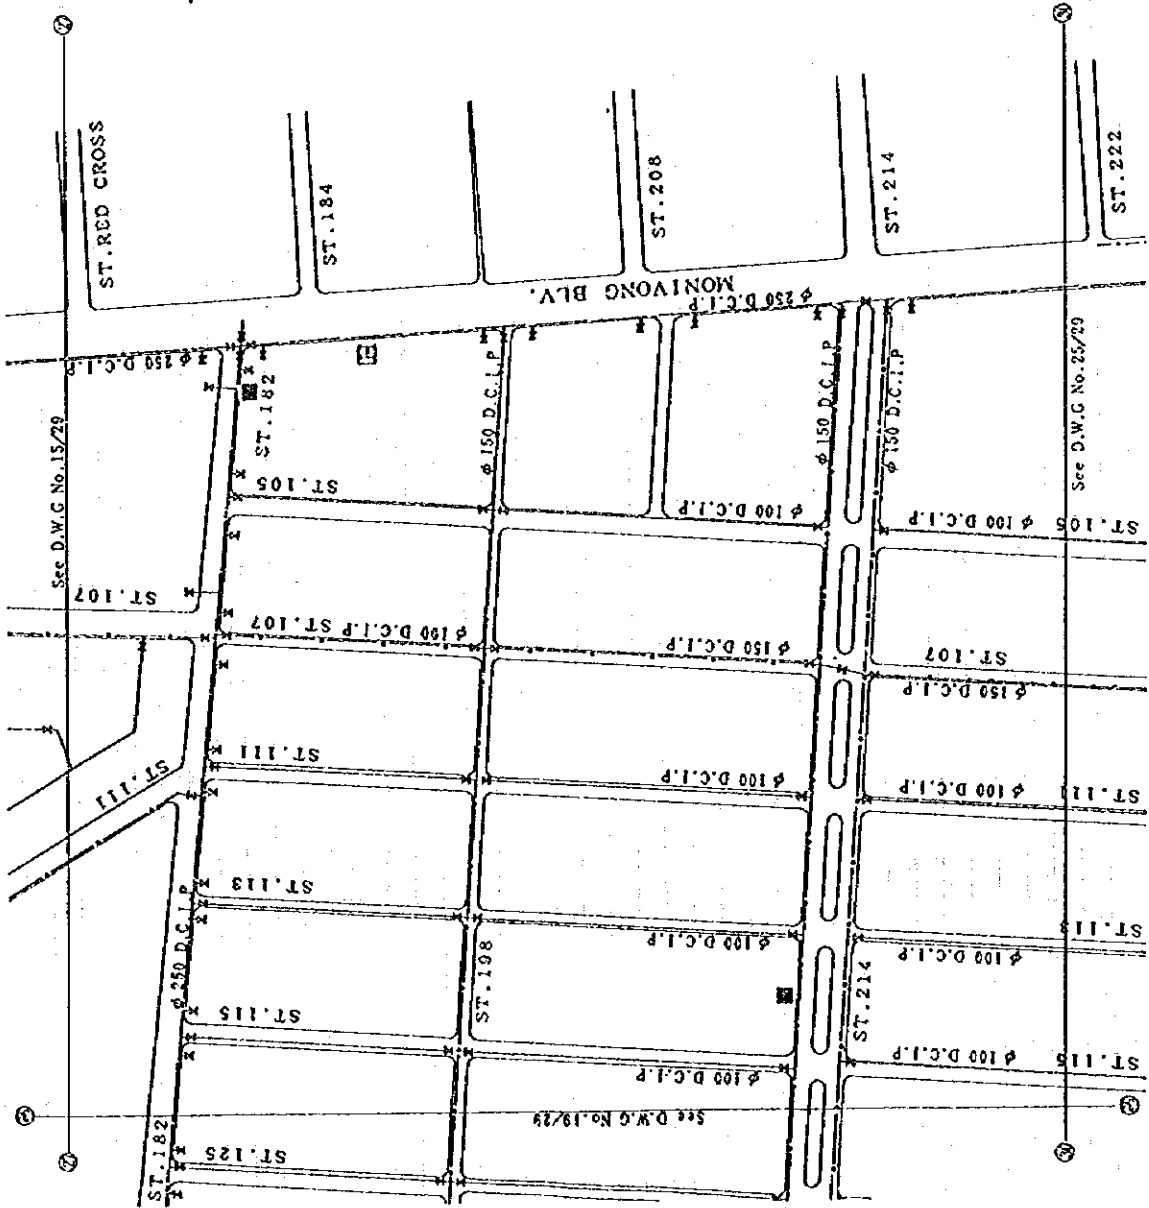 ST.RED CROSS
ST.184
ST.208
ST.214
ST.222
MONIVONG BLV.
ø 250 D.C.I.P
ø 250 D.C.I.P
See D.W.G No.15/29
ST.182
ø 150 D.C.I.P
ø 150 D.C.I.P
ø 150 D.C.I.P
See D.W.G No.25/29
ST.105
ø 100 D.C.I.P
ø 100 D.C.I.P
ST.105
ST.107
ø 100 D.C.I.P ST.107
ø 150 D.C.I.P
ST.107
ø 150 D.C.I.P
ST.111
ST.111
ø 100 D.C.I.P
ø 100 D.C.I.P
ST.111
ST.113
ø 250 D.C.I.P
ST.198
ø 100 D.C.I.P
ST.214
ø 100 D.C.I.P
ST.113
ST.115
ø 100 D.C.I.P
ø 100 D.C.I.P
ST.115
See D.W.G No.19/29
ST.182
ST.125